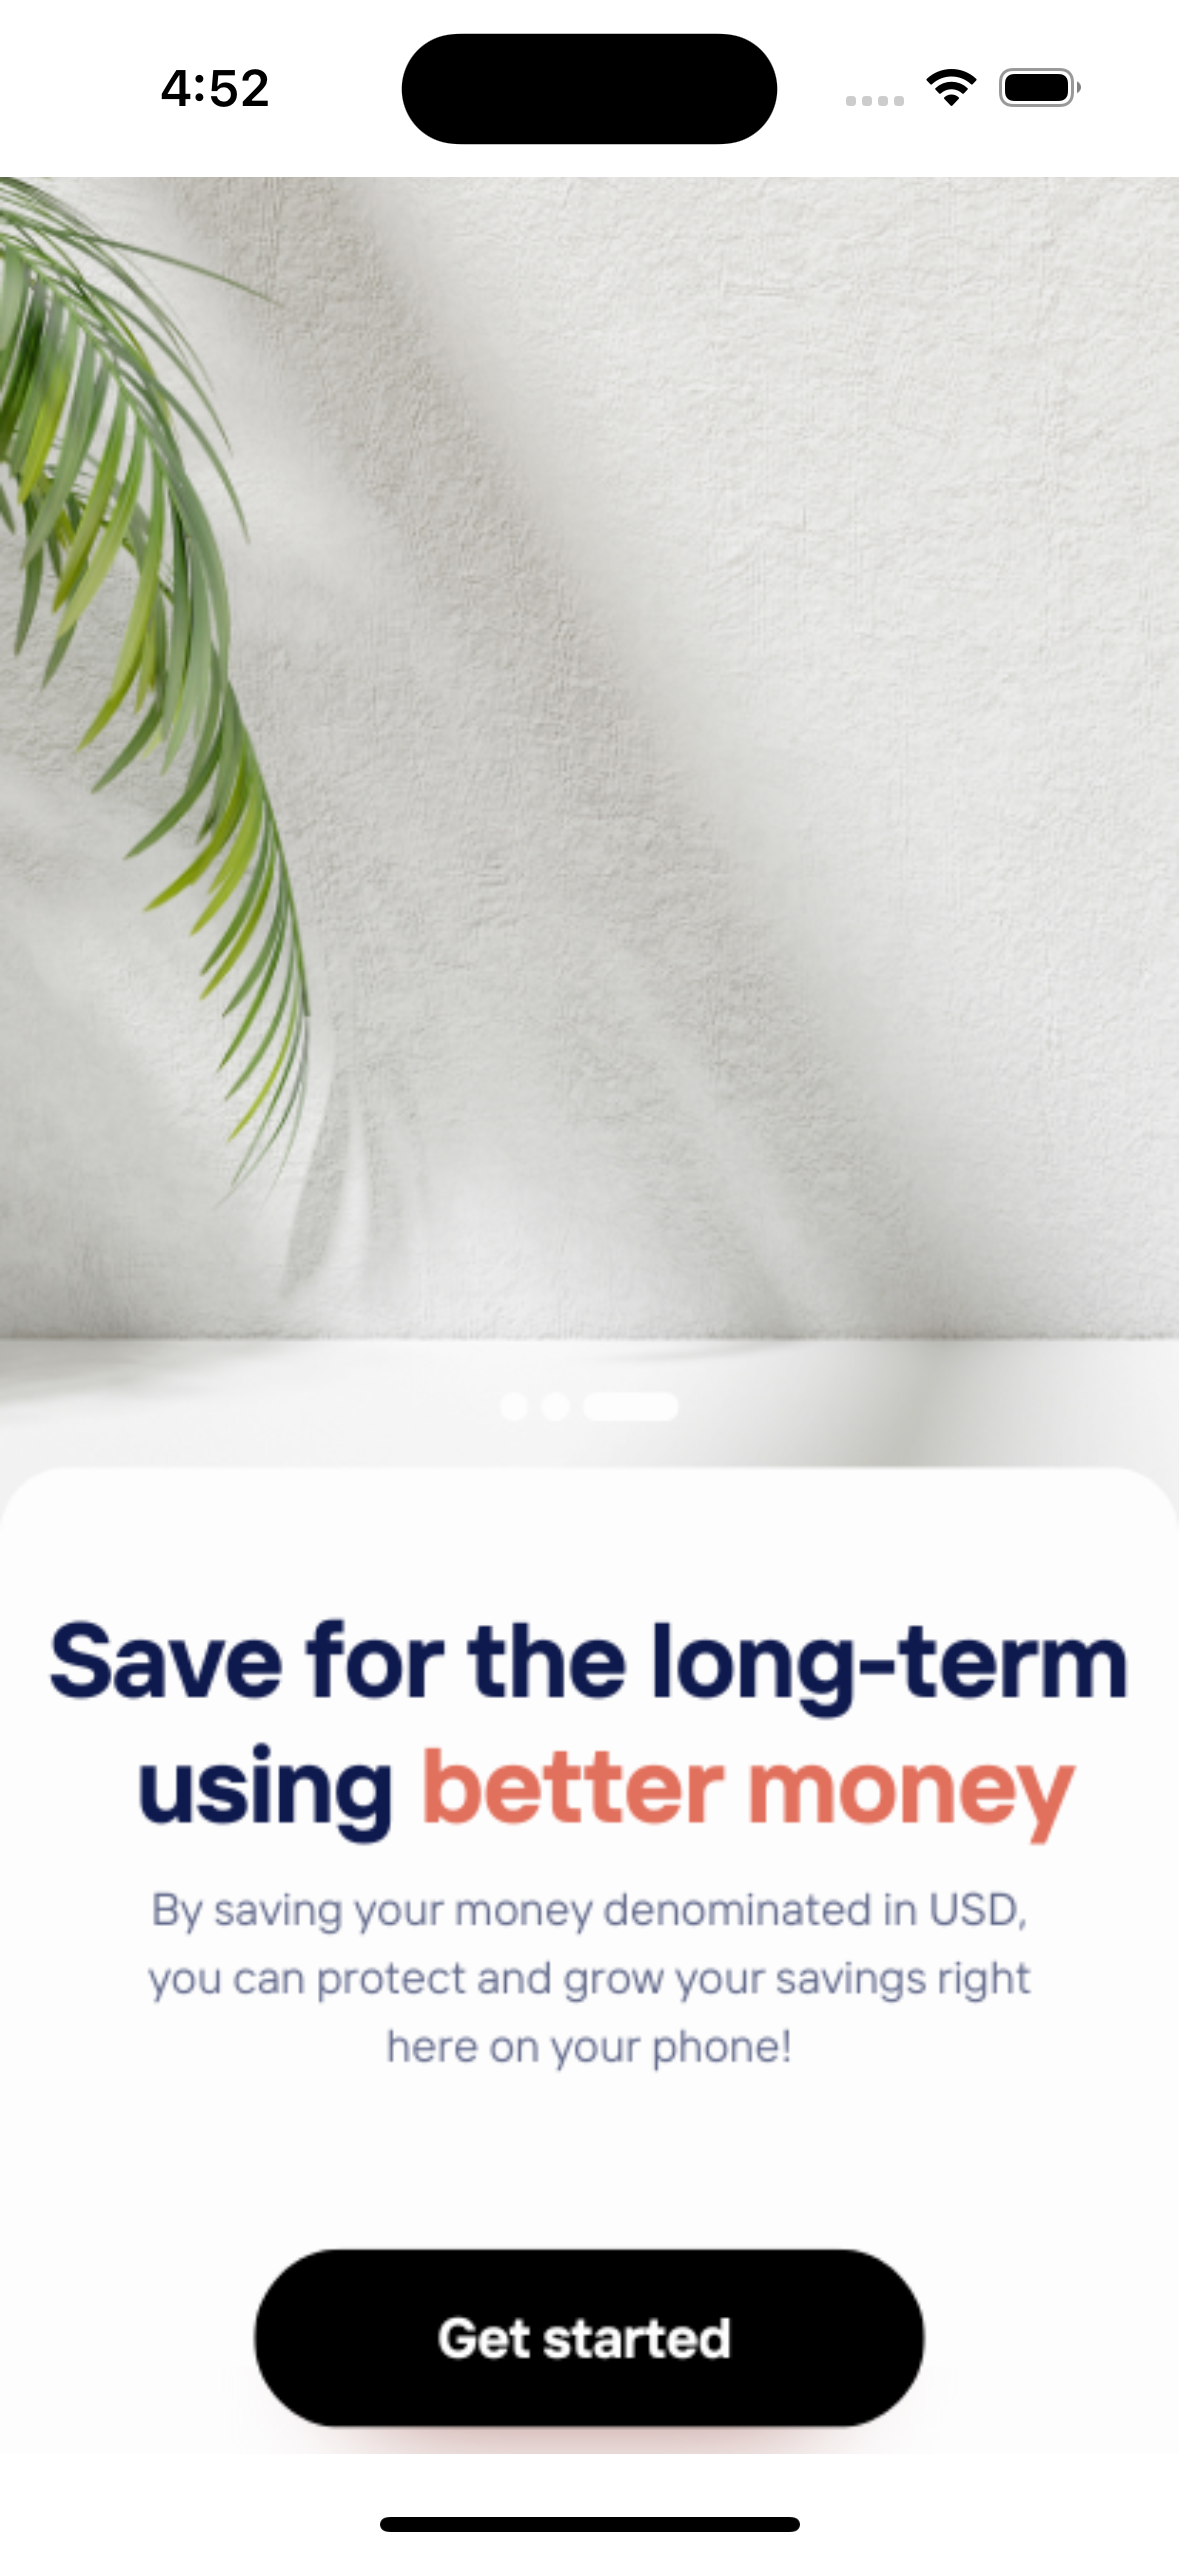 4:52
Save for the long-term
using better money
By saving your money denominated in USD,
you can protect and grow your savings right
here on your phone!
Get started